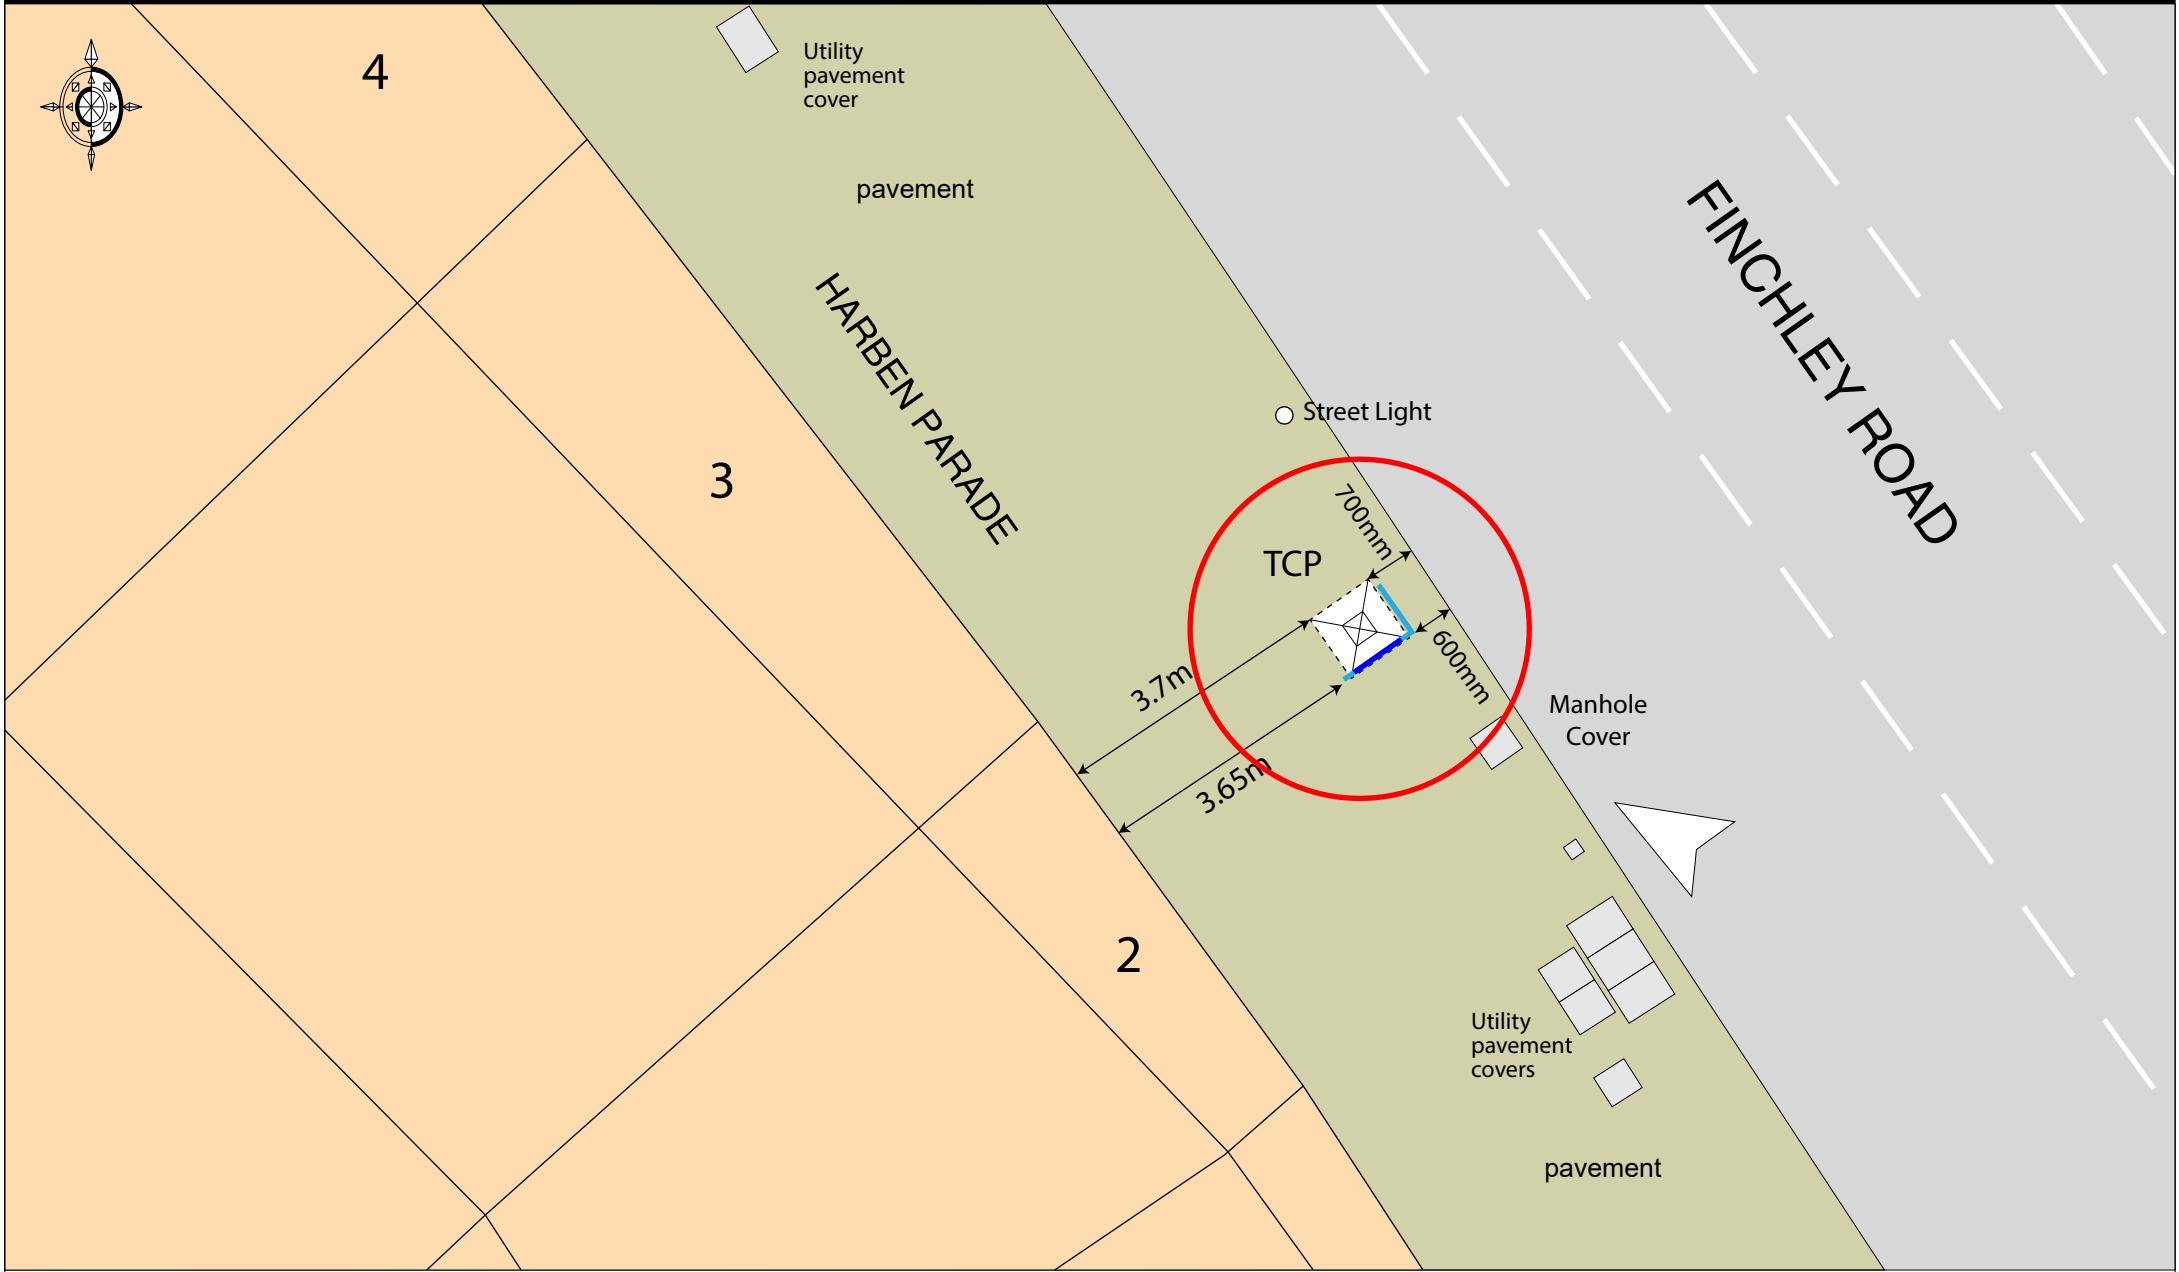 4
Utility
pavement
cover
pavement
FINCHLEY ROAD
HARBEN PARADE
Street Light
3
700mm
TCP
600mm
3.7m
Manhole
Cover
3.65m
2
Utility
pavement
covers
pavement